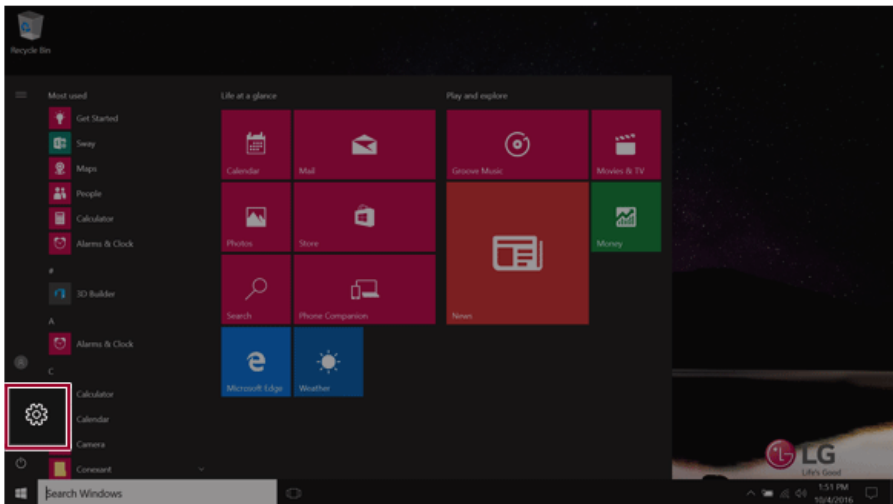 Recycle Bin
Most used
Get Started
Sway
Maps
People
Calculator
Alarms & Clock
#
3D Builder
A
Alarms & Clock
C
Calculator
Calendar
Camera
Conexant
Life at a glance
Calendar
Mail
Photos
Store
Search
Phone Companion
Microsoft Edge
Weather
Play and explore
Groove Music
Movies & TV
News
Money
LG
Life's Good
Search Windows
1:51 PM
10/4/2016